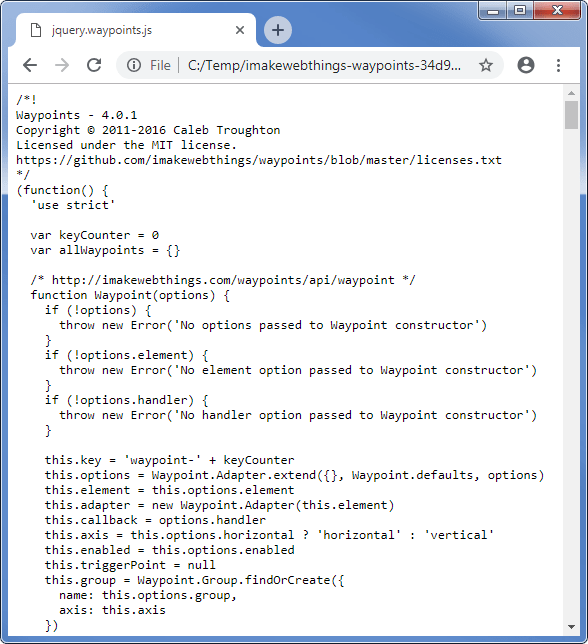 jquery.waypoints.js
File
C:/Temp/imakewebthings-waypoints-34d9...
/*!
Waypoints - 4.0.1
Copyright © 2011-2016 Caleb Troughton
Licensed under the MIT license.
https://github.com/imakewebthings/waypoints/blob/master/licenses.txt
*/
(function() {
  'use strict'

  var keyCounter = 0
  var allWaypoints = {}

  /* http://imakewebthings.com/waypoints/api/waypoint */
  function Waypoint(options) {
    if (!options) {
      throw new Error('No options passed to Waypoint constructor')
    }
    if (!options.element) {
      throw new Error('No element option passed to Waypoint constructor')
    }
    if (!options.handler) {
      throw new Error('No handler option passed to Waypoint constructor')
    }

    this.key = 'waypoint-' + keyCounter
    this.options = Waypoint.Adapter.extend({}, Waypoint.defaults, options)
    this.element = this.options.element
    this.adapter = new Waypoint.Adapter(this.element)
    this.callback = options.handler
    this.axis = this.options.horizontal ? 'horizontal' : 'vertical'
    this.enabled = this.options.enabled
    this.triggerPoint = null
    this.group = Waypoint.Group.findOrCreate({
      name: this.options.group,
      axis: this.axis
    })